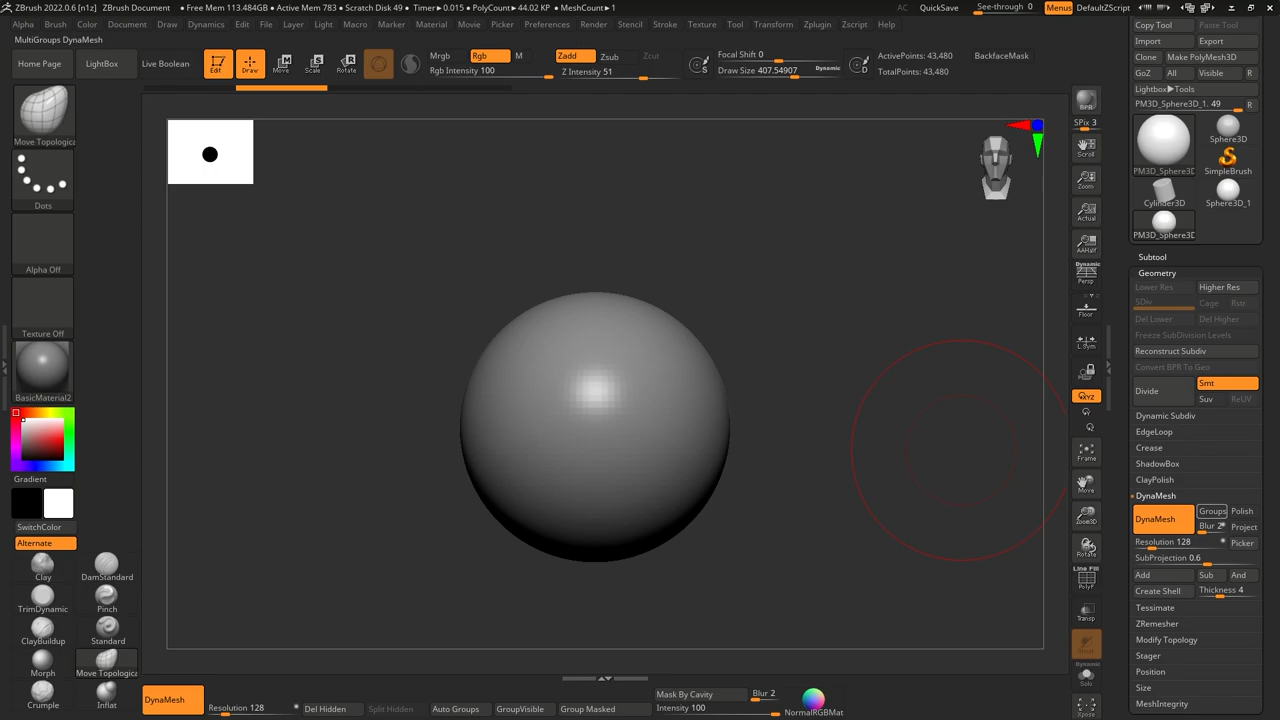 ZBrush 2022.0.6 [n1z] ZBrush Document • Free Mem 113.484GB • Active Mem 783 • Scratch Disk 49 • Timer▸0.015 • PolyCount▸44.02 KP • MeshCount▸1 AC QuickSave See-through 0 Menus DefaultZScript
Alpha Brush Color Document Draw Dynamics Edit File Layer Light Macro Marker Material Movie Picker Preferences Render Stencil Stroke Texture Tool Transform Zplugin Zscript Help
MultiGroups DynaMesh
Home Page
LightBox
Live Boolean
Edit
Draw
Move
Scale
Rotate
Mrgb
Rgb
M
Rgb Intensity 100
Zadd
Zsub
Zcut
Z Intensity 51
S
Focal Shift 0
Draw Size 407.54907
Dynamic
D
ActivePoints: 43,480
TotalPoints: 43,480
BackfaceMask
Move Topologica
Dots
Alpha Off
Texture Off
BasicMaterial2
Gradient
SwitchColor
Alternate
Clay
DamStandard
TrimDynamic
Pinch
ClayBuildup
Standard
Morph
Move Topologica
Crumple
Inflat
DynaMesh
Resolution 128
Del Hidden
Split Hidden
Auto Groups
GroupVisible
Group Masked
Mask By Cavity
Blur 2
Intensity 100
NormalRGBMat
BPR
SPix 3
Scroll
Zoom
Actual
AAHalf
Dynamic
Persp
Floor
L.Sym
XYZ
Frame
Move
Zoom3D
Rotate
Line Fill
PolyF
Transp
Ghost
Dynamic
Solo
Xpose
Copy Tool
Paste Tool
Import
Export
Clone
Make PolyMesh3D
GoZ
All
Visible
R
Lightbox▸Tools
PM3D_Sphere3D_1. 49
R
PM3D_Sphere3D
Sphere3D
SimpleBrush
Cylinder3D
Sphere3D_1
PM3D_Sphere3D
Subtool
Geometry
Lower Res
Higher Res
SDiv
Cage
Rstr
Del Lower
Del Higher
Freeze SubDivision Levels
Reconstruct Subdiv
Convert BPR To Geo
Divide
Smt
Suv
ReUV
Dynamic Subdiv
EdgeLoop
Crease
ShadowBox
ClayPolish
DynaMesh
DynaMesh
Groups
Polish
Blur 2
Project
Resolution 128
Picker
SubProjection 0.6
Add
Sub
And
Create Shell
Thickness 4
Tessimate
ZRemesher
Modify Topology
Stager
Position
Size
MeshIntegrity